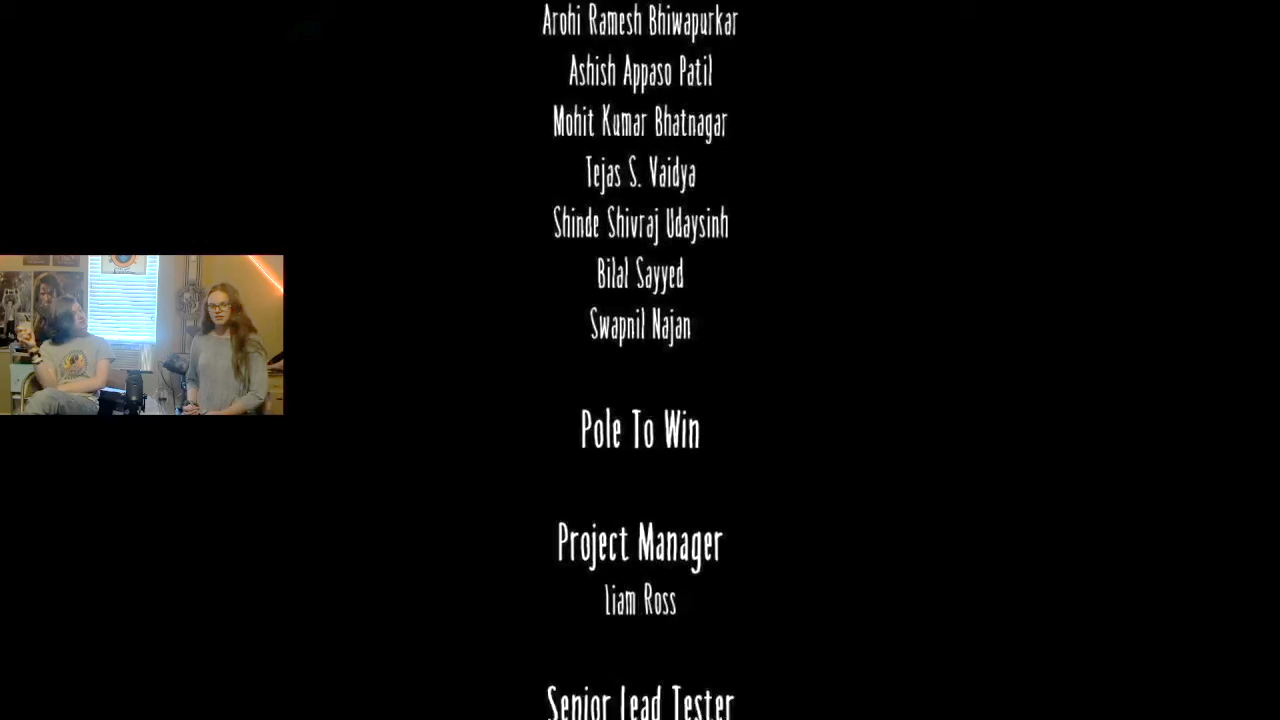 Arohi Ramesh Bhiwapurkar
Ashish Appaso Patil
Mohit Kumar Bhatnagar
Tejas S. Vaidya
Shinde Shivraj Udaysinh
Bilal Sayyed
Swapnil Najan
Pole To Win
Project Manager
Liam Ross
Senior Lead Tester